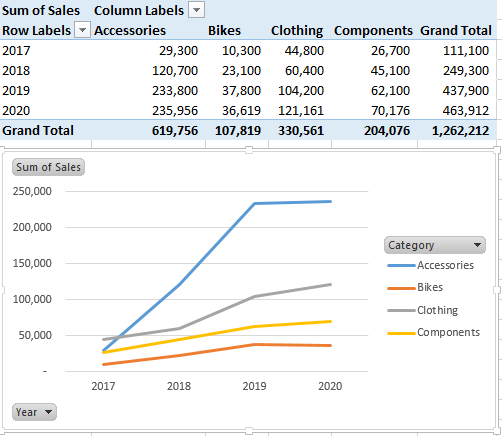 Sum of Sales Column Labels
Row Labels Accessories Bikes Clothing Components Grand Total
2017 29,300 10,300 44,800 26,700 111,100
2018 120,700 23,100 60,400 45,100 249,300
2019 233,800 37,800 104,200 62,100 437,900
2020 235,956 36,619 121,161 70,176 463,912
Grand Total 619,756 107,819 330,561 204,076 1,262,212
Sum of Sales
250,000
200,000
150,000
100,000
50,000
-
2017 2018 2019 2020
Category
Accessories
Bikes
Clothing
Components
Year